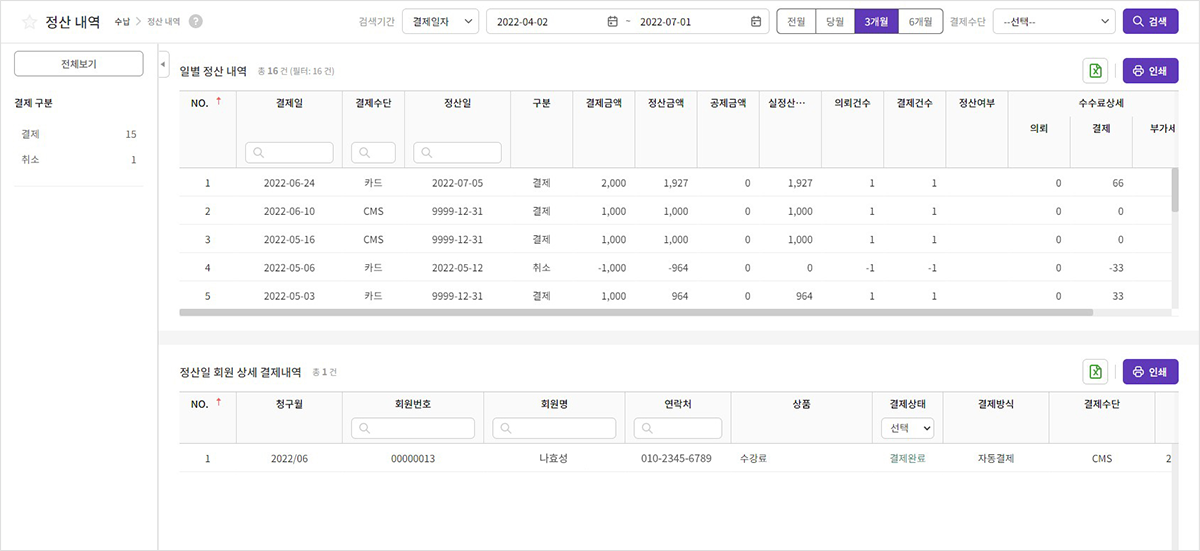 정산 내역 수납 > 정산 내역 ?
검색기간 결제일자 2022-04-02 ~ 2022-07-01 전월 당월 3개월 6개월 결제수단 --선택-- 검색
전체보기
결제 구분
결제 15
취소 1
일별 정산 내역 총 16 건 (필터: 16 건) 인쇄
NO. ↑ 결제일 결제수단 정산일 구분 결제금액 정산금액 공제금액 실정산… 의뢰건수 결제건수 정산여부 수수료상세
의뢰 결제 부가세
1 2022-06-24 카드 2022-07-05 결제 2,000 1,927 0 1,927 1 1 0 66
2 2022-06-10 CMS 9999-12-31 결제 1,000 1,000 0 1,000 1 1 0 0
3 2022-05-16 CMS 9999-12-31 결제 1,000 1,000 0 1,000 1 1 0 0
4 2022-05-06 카드 2022-05-12 취소 -1,000 -964 0 0 -1 -1 0 -33
5 2022-05-03 카드 9999-12-31 결제 1,000 964 0 964 1 1 0 33
정산일 회원 상세 결제내역 총 1 건 인쇄
NO. ↑ 청구월 회원번호 회원명 연락처 상품 결제상태 결제방식 결제수단
선택
1 2022/06 00000013 나효성 010-2345-6789 수강료 결제완료 자동결제 CMS 2